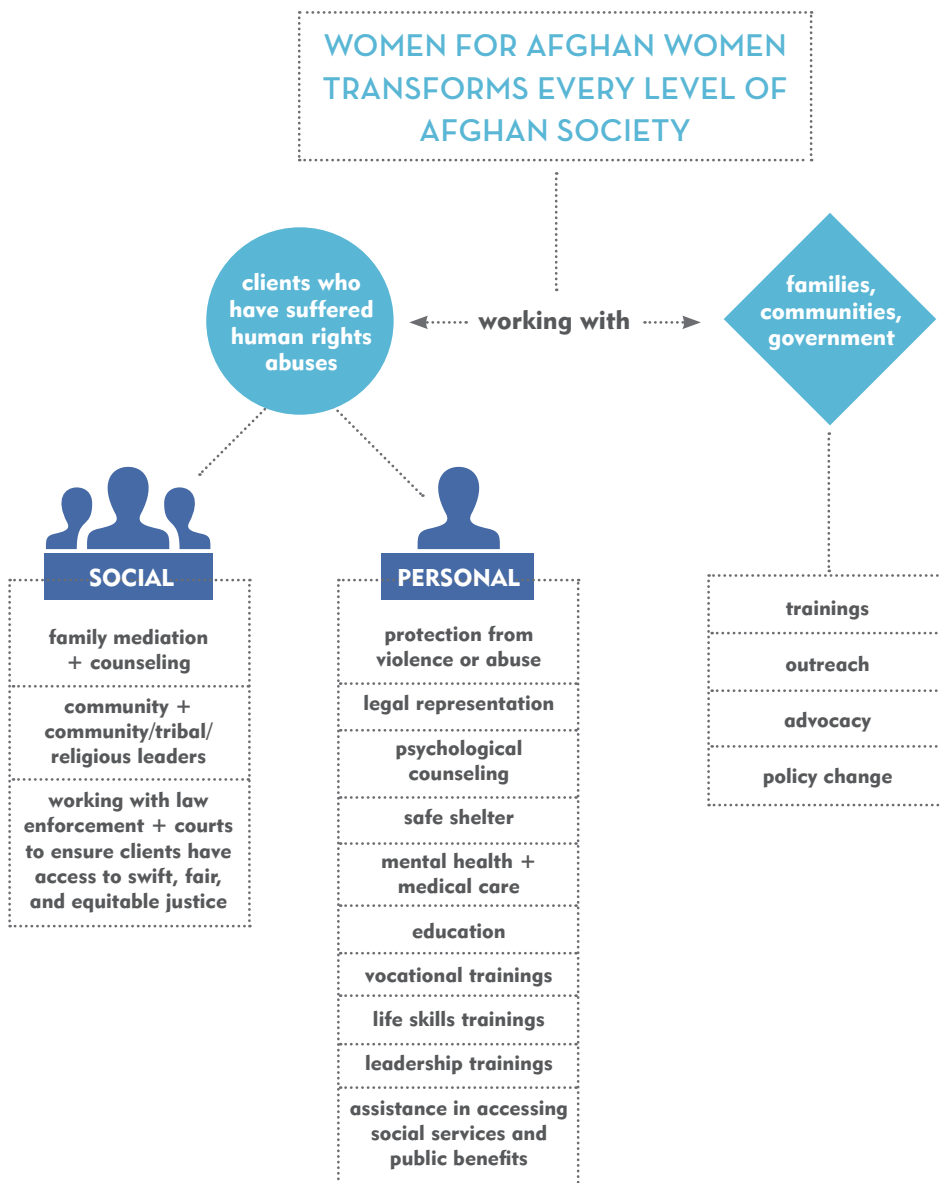 WOMEN FOR AFGHAN WOMEN
TRANSFORMS EVERY LEVEL OF
AFGHAN SOCIETY
clients who
have suffered
human rights
abuses
working with
families,
communities,
government
SOCIAL
family mediation
+ counseling
community +
community/tribal/
religious leaders
working with law
enforcement + courts
to ensure clients have
access to swift, fair,
and equitable justice
PERSONAL
protection from
violence or abuse
legal representation
psychological
counseling
safe shelter
mental health +
medical care
education
vocational trainings
life skills trainings
leadership trainings
assistance in accessing
social services and
public benefits
trainings
outreach
advocacy
policy change